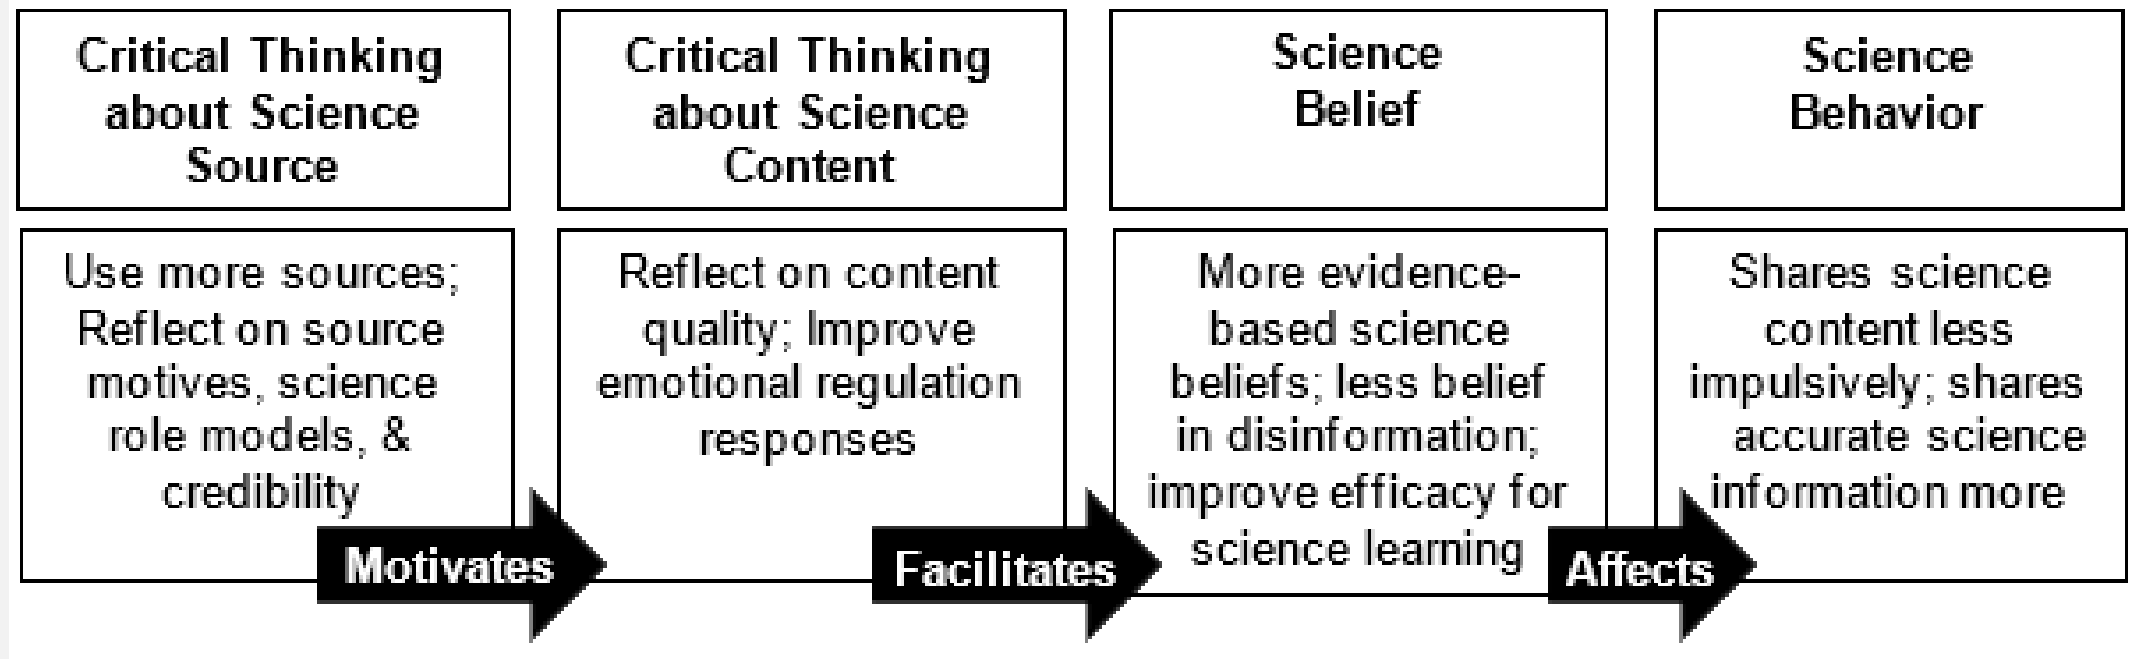 Critical Thinking
about Science
Source
Critical Thinking
about Science
Content
Science
Belief
Science
Behavior
Use more sources;
Reflect on source
motives, science
role models, &
credibility
Motivates
Reflect on content
quality; Improve
emotional regulation
responses
Facilitates
More evidence-
based science
beliefs; less belief
in disinformation;
improve efficacy for
science learning
Affects
Shares science
content less
impulsively; shares
accurate science
information more